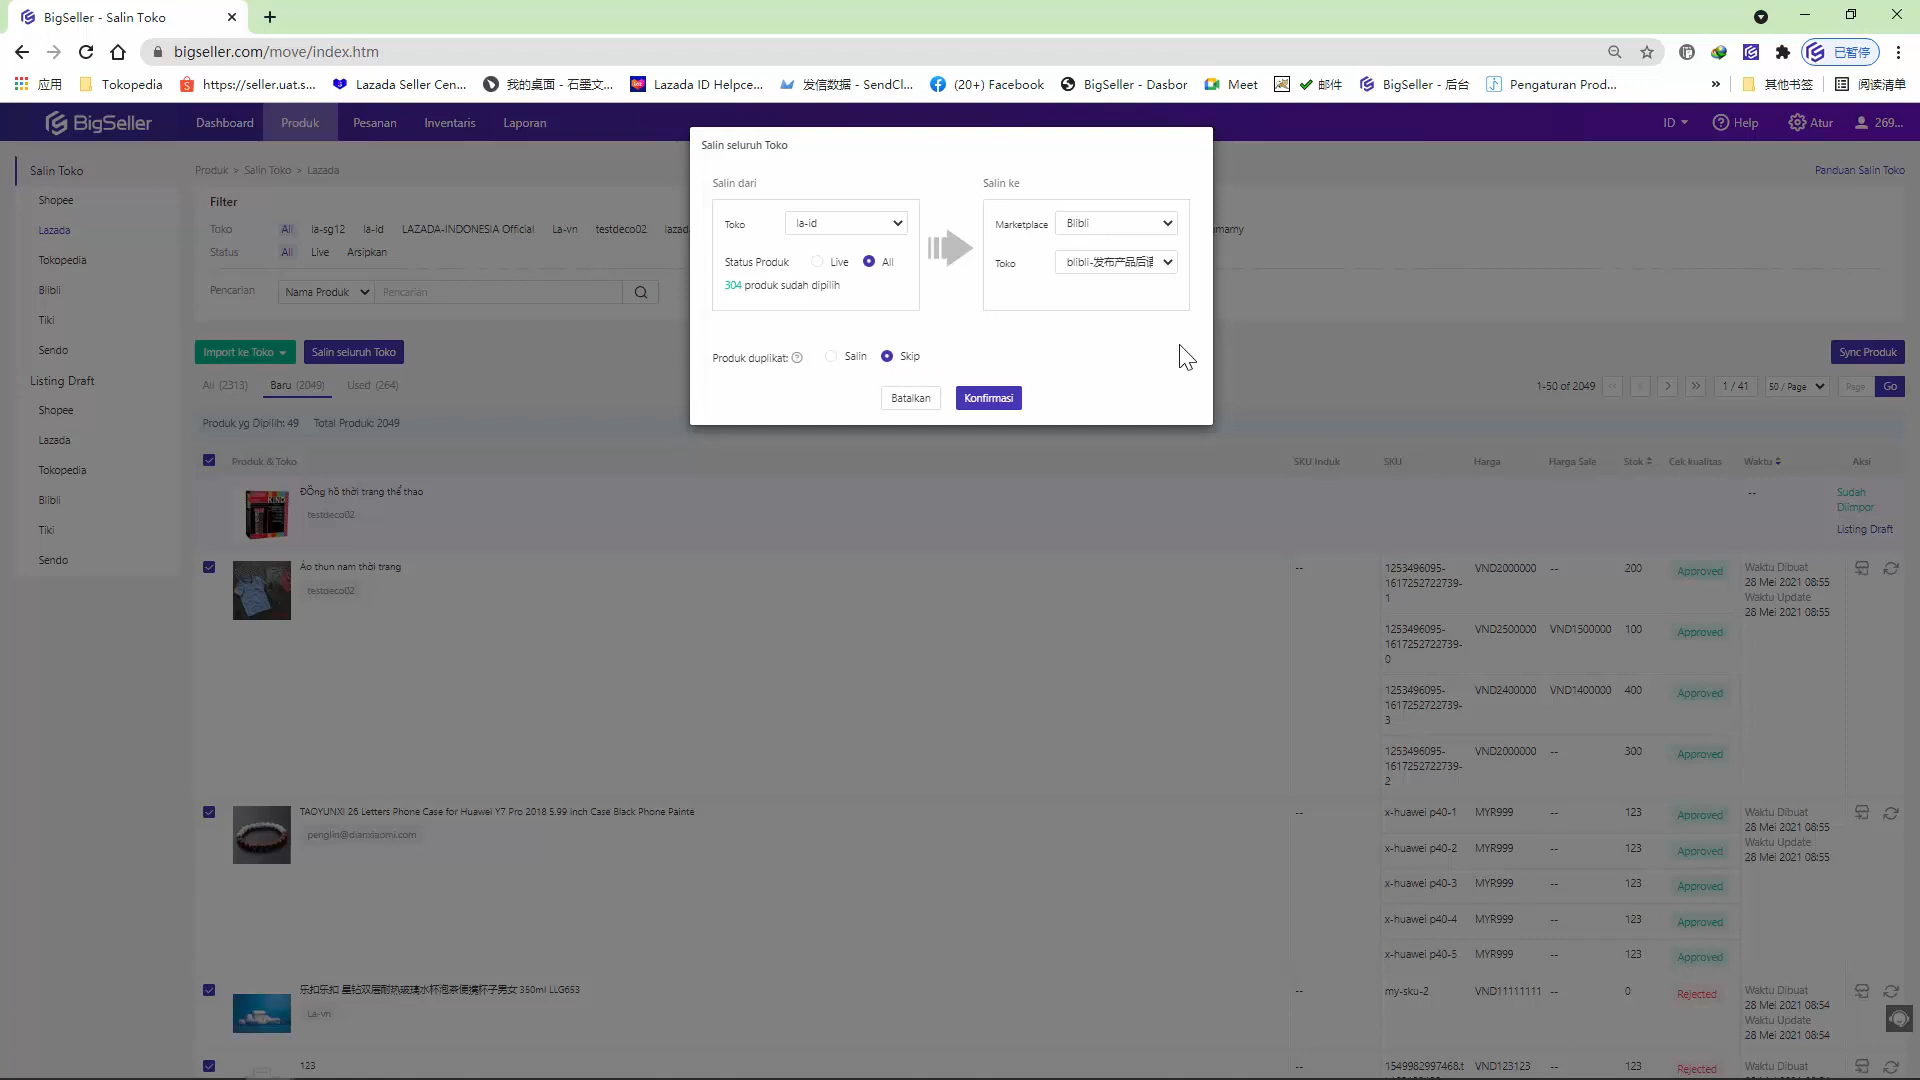 BigSeller - Salin Toko
bigseller.com/move/index.htm
已暂停
应用
Tokopedia
https://seller.uat.s...
Lazada Seller Cen...
我的桌面 - 石墨文...
Lazada ID Helpce...
发信数据 - SendCl...
(20+) Facebook
BigSeller - Dasbor
Meet
邮件
BigSeller - 后台
Pengaturan Prod...
»
其他书签
阅读清单
BigSeller
Dashboard
Produk
Pesanan
Inventaris
Laporan
ID
Help
Atur
269...
Salin Toko
Shopee
Lazada
Tokopedia
Blibli
Tiki
Sendo
Listing Draft
Shopee
Lazada
Tokopedia
Blibli
Tiki
Sendo
Produk > Salin Toko > Lazada
Panduan Salin Toko
Filter
Toko All la-sg12 la-id LAZADA-INDONESIA Official La-vn testdeco02 lazad
mamy
Status All Live Arsipkan
Pencarian Nama Produk Pencarian
Salin seluruh Toko
Salin dari
Toko la-id
Status Produk Live All
304 produk sudah dipilih
Salin ke
Marketplace Blibli
Toko blibli-发布产品后语
Produk duplikat: ? Salin Skip
Batalkan Konfirmasi
Import ke Toko Salin seluruh Toko
Sync Produk
All (2313) Baru (2049) Used (264)
1-50 of 2049 << < > >> 1 / 41 50 / Page Page Go
Produk yg Dipilih: 49 Total Produk: 2049
Produk & Toko SKU Induk SKU Harga Harga Sale Stok Cek kualitas Waktu Aksi
KIND
ĐỒng hồ thời trang thể thao
testdeco02
--
Sudah
Diimpor
Listing Draft
Áo thun nam thời trang
testdeco02
--
1253496095-
1617252722739-
1
VND2000000 -- 200 Approved
1253496095-
1617252722739-
0
VND2500000 VND1500000 100 Approved
1253496095-
1617252722739-
3
VND2400000 VND1400000 400 Approved
1253496095-
1617252722739-
2
VND2000000 -- 300 Approved
Waktu Dibuat
28 Mei 2021 08:55
Waktu Update
28 Mei 2021 08:55
TAOYUNXI 26 Letters Phone Case for Huawei Y7 Pro 2018 5.99 inch Case Black Phone Painte
penglin@dianxiaomi.com
--
x-huawei p40-1 MYR999 -- 123 Approved
x-huawei p40-2 MYR999 -- 123 Approved
x-huawei p40-3 MYR999 -- 123 Approved
x-huawei p40-4 MYR999 -- 123 Approved
x-huawei p40-5 MYR999 -- 123 Approved
Waktu Dibuat
28 Mei 2021 08:55
Waktu Update
28 Mei 2021 08:55
乐扣乐扣 星钻双层耐热玻璃水杯泡茶便携杯子男女 350ml LLG653
La-vn
--
my-sku-2 VND11111111 -- 0 Rejected
Waktu Dibuat
28 Mei 2021 08:54
Waktu Update
28 Mei 2021 08:54
123
--
1549982997468.t VND123123 -- 123 Rejected
Waktu Dibuat